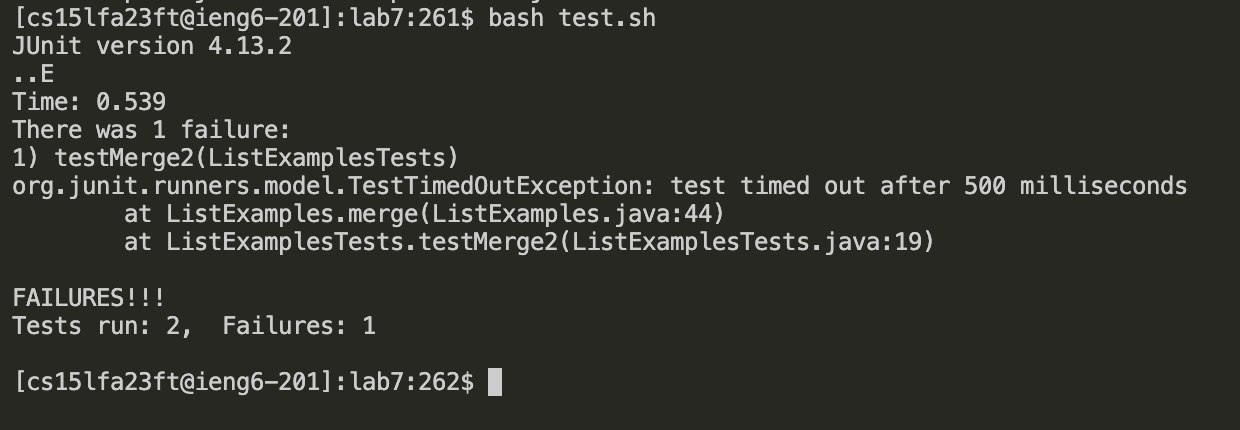 [cs15lfa23ft@ieng6-201]:lab7:261$ bash test.sh
JUnit version 4.13.2
..E
Time: 0.539
There was 1 failure:
1) testMerge2(ListExamplesTests)
org.junit.runners.model.TestTimedOutException: test timed out after 500 milliseconds
        at ListExamples.merge(ListExamples.java:44)
        at ListExamplesTests.testMerge2(ListExamplesTests.java:19)

FAILURES!!!
Tests run: 2,  Failures: 1

[cs15lfa23ft@ieng6-201]:lab7:262$